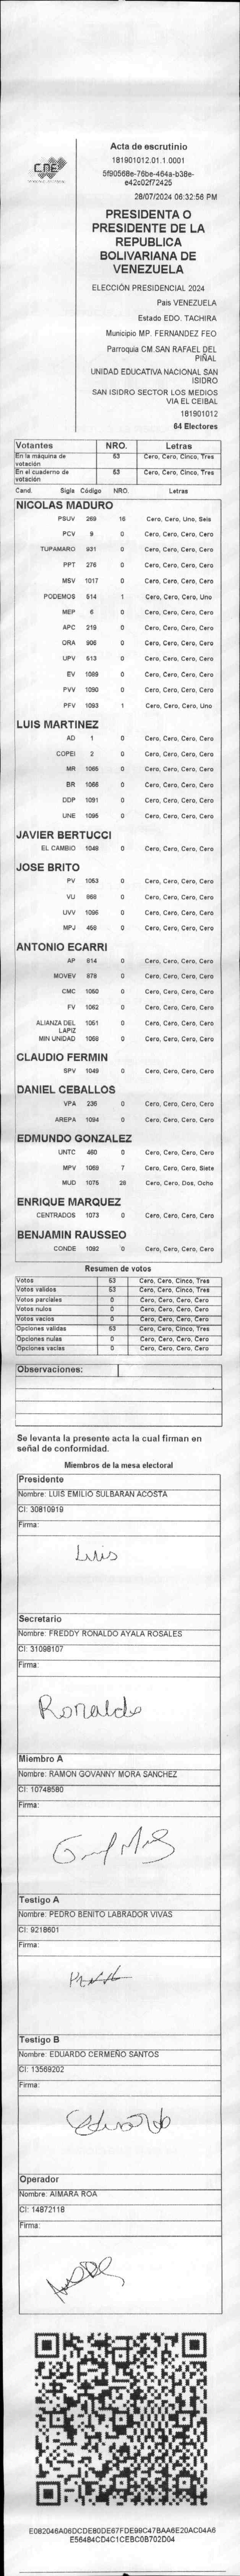 CNE
Acta de escrutinio
181901012.01.1.0001
5f90568e-76be-464a-b38e-
e42c02f72425
28/07/2024 06:32:56 PM
PRESIDENTA O
PRESIDENTE DE LA
REPUBLICA
BOLIVARIANA DE
VENEZUELA
ELECCIÓN PRESIDENCIAL 2024
País VENEZUELA
Estado EDO. TACHIRA
Municipio MP. FERNANDEZ FEO
Parroquia CM.SAN RAFAEL DEL
PIÑAL
UNIDAD EDUCATIVA NACIONAL SAN
ISIDRO
SAN ISIDRO SECTOR LOS MEDIOS
VIA EL CEIBAL
181901012
64 Electores
Votantes NRO. Letras
En la máquina de votación 53 Cero, Cero, Cinco, Tres
En el cuaderno de votación 53 Cero, Cero, Cinco, Tres
Cand. Sigla Código NRO. Letras
NICOLAS MADURO
PSUV 269 16 Cero, Cero, Uno, Seis
PCV 9 0 Cero, Cero, Cero, Cero
TUPAMARO 931 0 Cero, Cero, Cero, Cero
PPT 276 0 Cero, Cero, Cero, Cero
MSV 1017 0 Cero, Cero, Cero, Cero
PODEMOS 514 1 Cero, Cero, Cero, Uno
MEP 6 0 Cero, Cero, Cero, Cero
APC 219 0 Cero, Cero, Cero, Cero
ORA 906 0 Cero, Cero, Cero, Cero
UPV 513 0 Cero, Cero, Cero, Cero
EV 1089 0 Cero, Cero, Cero, Cero
PVV 1090 0 Cero, Cero, Cero, Cero
PFV 1093 1 Cero, Cero, Cero, Uno
LUIS MARTINEZ
AD 1 0 Cero, Cero, Cero, Cero
COPEI 2 0 Cero, Cero, Cero, Cero
MR 1065 0 Cero, Cero, Cero, Cero
BR 1066 0 Cero, Cero, Cero, Cero
DDP 1091 0 Cero, Cero, Cero, Cero
UNE 1095 0 Cero, Cero, Cero, Cero
JAVIER BERTUCCI
EL CAMBIO 1048 0 Cero, Cero, Cero, Cero
JOSE BRITO
PV 1053 0 Cero, Cero, Cero, Cero
VU 868 0 Cero, Cero, Cero, Cero
UVV 1096 0 Cero, Cero, Cero, Cero
MPJ 456 0 Cero, Cero, Cero, Cero
ANTONIO ECARRI
AP 814 0 Cero, Cero, Cero, Cero
MOVEV 878 0 Cero, Cero, Cero, Cero
CMC 1050 0 Cero, Cero, Cero, Cero
FV 1062 0 Cero, Cero, Cero, Cero
ALIANZA DEL LAPIZ 1051 0 Cero, Cero, Cero, Cero
MIN UNIDAD 1058 0 Cero, Cero, Cero, Cero
CLAUDIO FERMIN
SPV 1049 0 Cero, Cero, Cero, Cero
DANIEL CEBALLOS
VPA 236 0 Cero, Cero, Cero, Cero
AREPA 1094 0 Cero, Cero, Cero, Cero
EDMUNDO GONZALEZ
UNTC 460 0 Cero, Cero, Cero, Cero
MPV 1069 7 Cero, Cero, Cero, Siete
MUD 1075 28 Cero, Cero, Dos, Ocho
ENRIQUE MARQUEZ
CENTRADOS 1073 0 Cero, Cero, Cero, Cero
BENJAMIN RAUSSEO
CONDE 1092 0 Cero, Cero, Cero, Cero
Resumen de votos
Votos 53 Cero, Cero, Cinco, Tres
Votos validos 53 Cero, Cero, Cinco, Tres
Votos parciales 0 Cero, Cero, Cero, Cero
Votos nulos 0 Cero, Cero, Cero, Cero
Votos vacios 0 Cero, Cero, Cero, Cero
Opciones validas 53 Cero, Cero, Cinco, Tres
Opciones nulas 0 Cero, Cero, Cero, Cero
Opciones vacias 0 Cero, Cero, Cero, Cero
Observaciones:
Se levanta la presente acta la cual firman en
señal de conformidad.
Miembros de la mesa electoral
Presidente
Nombre: LUIS EMILIO SULBARAN ACOSTA
CI: 30810919
Firma:
Luis
Secretario
Nombre: FREDDY RONALDO AYALA ROSALES
CI: 31098107
Firma:
Ronaldo
Miembro A
Nombre: RAMON GOVANNY MORA SANCHEZ
CI: 10748580
Firma:
Testigo A
Nombre: PEDRO BENITO LABRADOR VIVAS
CI: 9218601
Firma:
Testigo B
Nombre: EDUARDO CERMEÑO SANTOS
CI: 13569202
Firma:
Eduardo
Operador
Nombre: AIMARA ROA
CI: 14872118
Firma:
E082046A06DCDE80DE67FDE99C47BAA6E20AC04A6
E56484CD4C1CEBC0B702D04